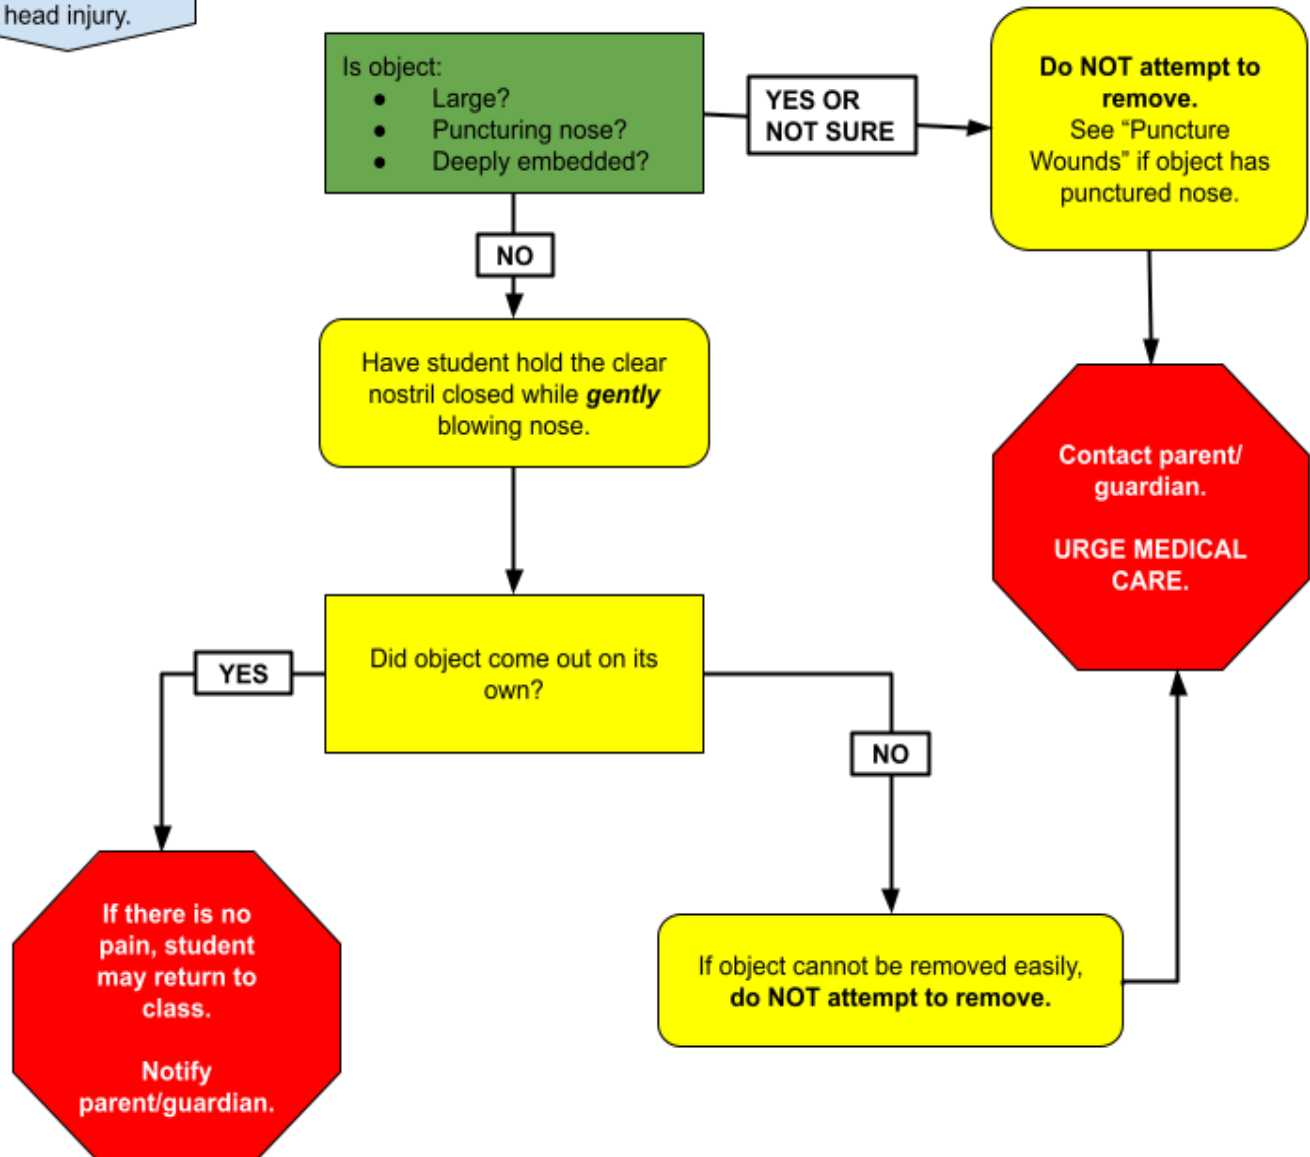 head injury.
Is object:
● Large?
● Puncturing nose?
● Deeply embedded?
YES OR
NOT SURE
Do NOT attempt to
remove.
See “Puncture
Wounds” if object has
punctured nose.
NO
Have student hold the clear
nostril closed while gently
blowing nose.
Contact parent/
guardian.
URGE MEDICAL
CARE.
Did object come out on its
own?
YES
NO
If there is no
pain, student
may return to
class.
Notify
parent/guardian.
If object cannot be removed easily,
do NOT attempt to remove.